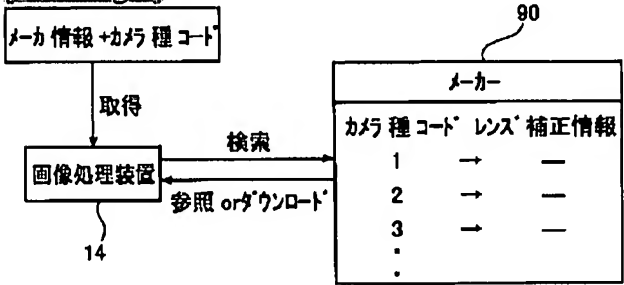 メーカ情報+カメラ種コード
取得
画像処理装置
14
検索
参照orダウンロード
90
メーカー
カメラ種コード レンズ補正情報
1 → —
2 → —
3 → —
・
・